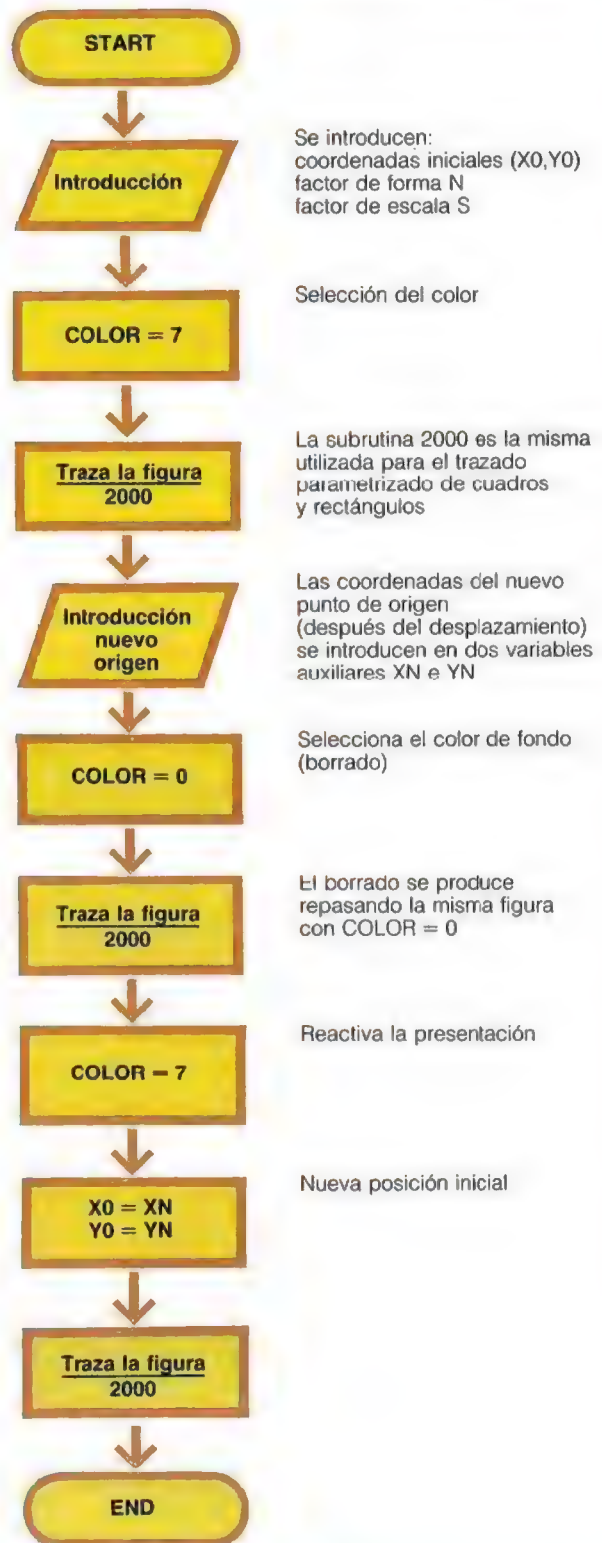 START
Introducción
Se introducen:
coordenadas iniciales (X0,Y0)
factor de forma N
factor de escala S
COLOR = 7
Selección del color
Traza la figura
2000
La subrutina 2000 es la misma
utilizada para el trazado
parametrizado de cuadros
y rectángulos
Introducción
nuevo
origen
Las coordenadas del nuevo
punto de origen
(después del desplazamiento)
se introducen en dos variables
auxiliares XN e YN
COLOR = 0
Selecciona el color de fondo
(borrado)
Traza la figura
2000
El borrado se produce
repasando la misma figura
con COLOR = 0
COLOR = 7
Reactiva la presentación
X0 = XN
Y0 = YN
Nueva posición inicial
Traza la figura
2000
END